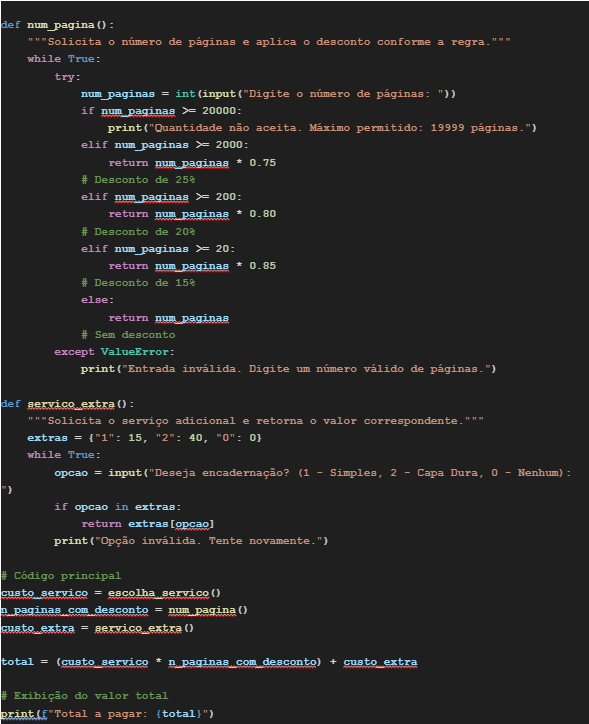 def num_pagina():
    """Solicita o número de páginas e aplica o desconto conforme a regra."""
    while True:
        try:
            num_paginas = int(input("Digite o número de páginas: "))
            if num_paginas >= 20000:
                print("Quantidade não aceita. Máximo permitido: 19999 páginas.")
            elif num_paginas >= 2000:
                return num_paginas * 0.75
            # Desconto de 25%
            elif num_paginas >= 200:
                return num_paginas * 0.80
            # Desconto de 20%
            elif num_paginas >= 20:
                return num_paginas * 0.85
            # Desconto de 15%
            else:
                return num_paginas
            # Sem desconto
        except ValueError:
            print("Entrada inválida. Digite um número válido de páginas.")
def servico_extra():
    """Solicita o serviço adicional e retorna o valor correspondente."""
    extras = {"1": 15, "2": 40, "0": 0}
    while True:
        opcao = input("Deseja encadernação? (1 - Simples, 2 - Capa Dura, 0 - Nenhum):
")
        if opcao in extras:
            return extras[opcao]
        print("Opção inválida. Tente novamente.")
# Código principal
custo_servico = escolha_servico()
n_paginas_com_desconto = num_pagina()
custo_extra = servico_extra()
total = (custo_servico * n_paginas_com_desconto) + custo_extra
# Exibição do valor total
print(f"Total a pagar: {total}")